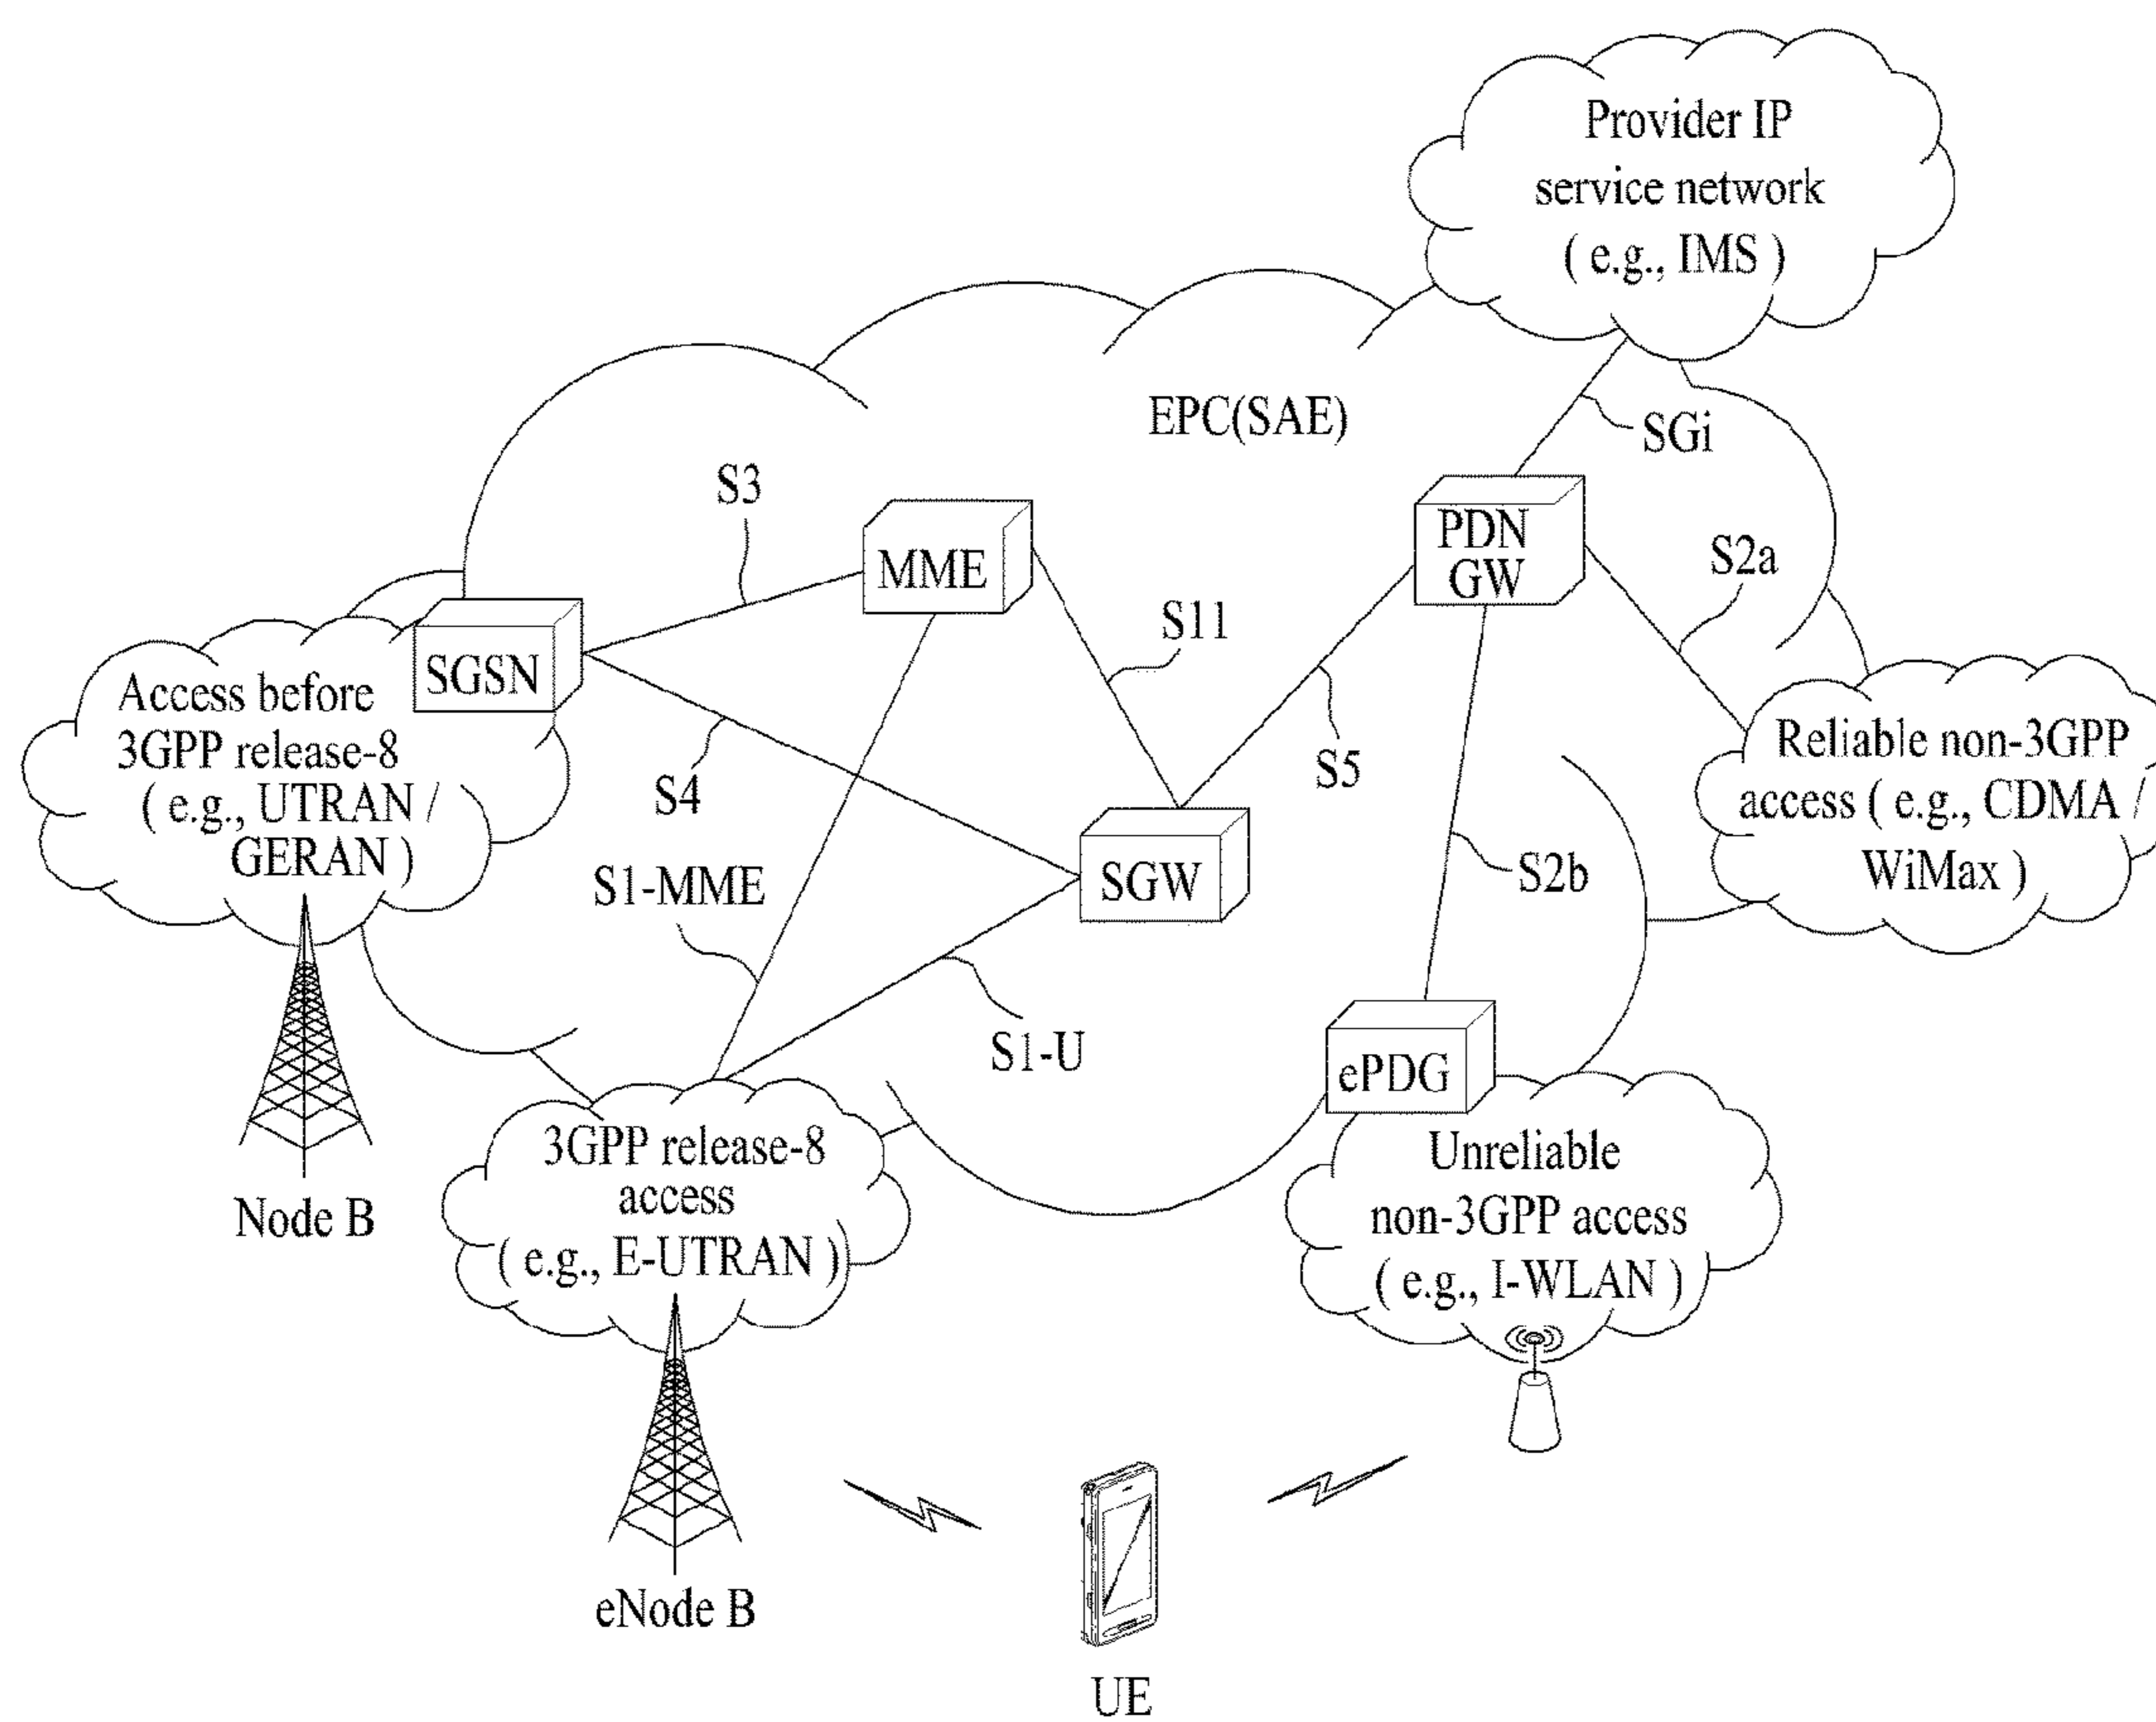 Provider IP
service network
( e.g., IMS )
EPC(SAE)
SGi
S3
MME
PDN
GW
S2a
S11
SGSN
Access before
3GPP release-8
( e.g., UTRAN /
GERAN )
S4
S5
Reliable non-3GPP
access ( e.g., CDMA /
WiMax )
S1-MME
SGW
S2b
S1-U
ePDG
Node B
3GPP release-8
access
( e.g., E-UTRAN )
Unreliable
non-3GPP access
( e.g., I-WLAN )
eNode B
UE